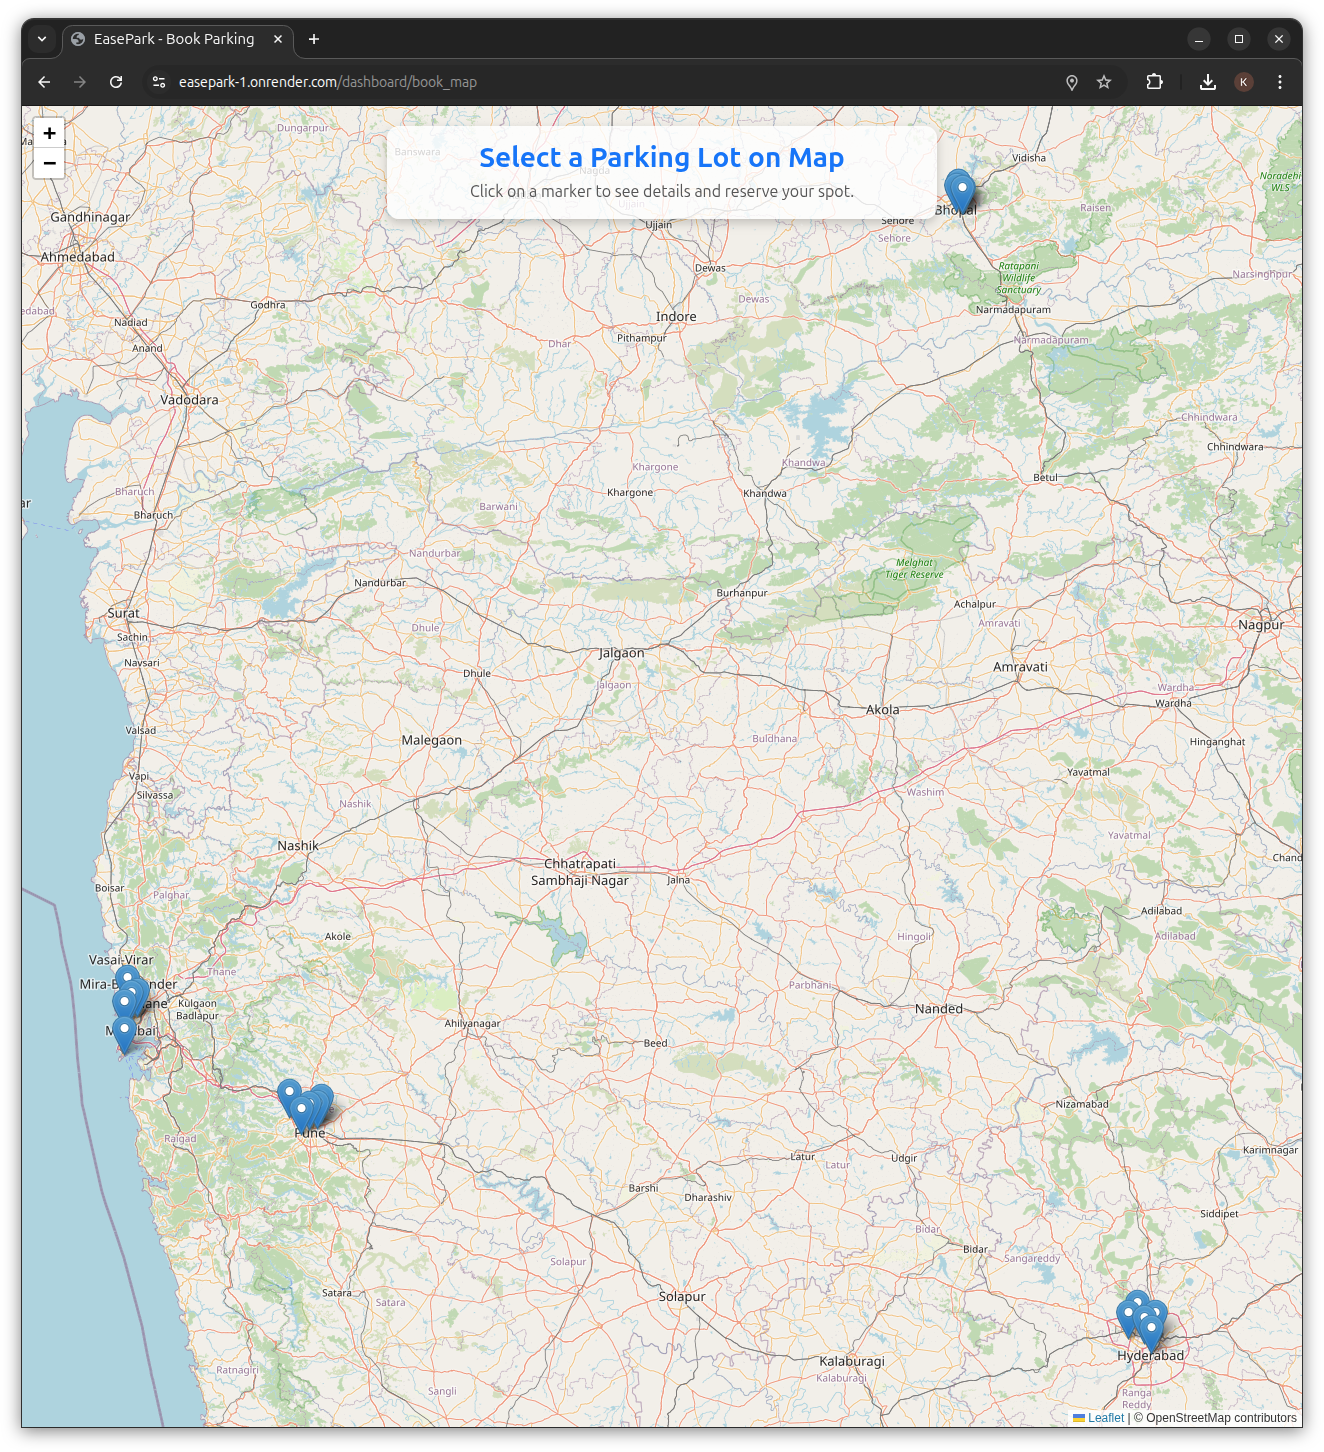 EasePark - Book Parking
easepark-1.onrender.com/dashboard/book_map
K
+
−
Select a Parking Lot on Map
Click on a marker to see details and reserve your spot.
Dungarpur
Banswara
Vidisha
Noradehi
WLS
Gandhinagar
Bhopal
Raisen
Sehore
Ujjain
Sehore
Ahmedabad
Dewas
Ratapani
Wildlife
Sanctuary
Narsinghpur
Dewas
Godhra
edabad
Narmadapuram
Nadiad
Indore
Pithampur
Dhar
Narmadapuram
Anand
Vadodara
Chhindwara
Chhindwara
Khandwa
Khargone
Betul
Bharuch
Khargone
Khandwa
ar
Barwani
Bharuch
Nandurbar
Melghat
Tiger Reserve
Nandurbar
Burhanpur
Achalpur
Surat
Amravati
Nagpur
Dhule
Sachin
Jalgaon
Navsari
Amravati
Dhule
Jalgaon
Wardha
Wardha
Akola
Valsad
Malegaon
Buldhana
Hinganghat
Vapi
Yavatmal
Silvassa
Washim
Nashik
Yavatmal
Nashik
Chand
Chhatrapati
Sambhaji Nagar
Jalna
Boisar
Palghar
Adilabad
Akole
Hingoli
Adilabad
Vasai-Virar
Thane
Parbhani
Kulgaon
Badlapur
Nanded
Ahilyanagar
Beed
Nizamabad
Pune
Raigad
Karimnagar
Latur
Latur
Udgir
Barshi
Dharashiv
Siddipet
Bidar
Bidar
Sangareddy
Solapur
Satara
Satara
Solapur
Hyderabad
Kalaburagi
Ratnagiri
Kalaburagi
Sangli
Ranga
Reddy
Leaflet | © OpenStreetMap contributors